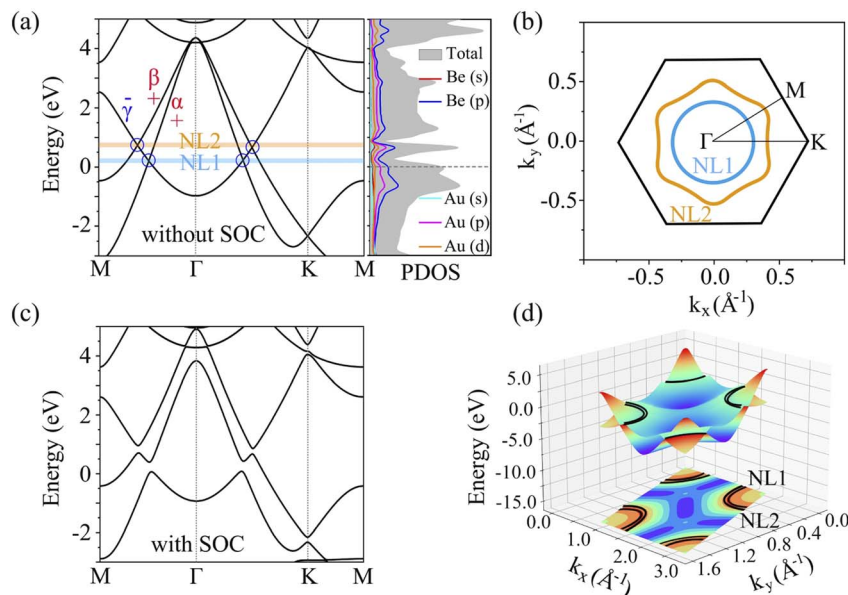 (a)
Energy (eV)
4
2
0
-2
β
+
α
+
γ̄
NL2
NL1
without SOC
M
Γ
K
M
Total
Be (s)
Be (p)
Au (s)
Au (p)
Au (d)
PDOS
(b)
k_y (Å⁻¹)
1.0
0.5
0.0
-0.5
M
Γ
K
NL1
NL2
-0.5
0.0
0.5
k_x (Å⁻¹)
(c)
Energy (eV)
4
2
0
-2
with SOC
M
Γ
K
M
(d)
Energy (eV)
5.0
0.0
-5.0
-10.0
-15.0
NL1
NL2
0.0
1.0
2.0
3.0
k_x (Å⁻¹)
1.6
1.2
0.8
0.4
0.0
k_y (Å⁻¹)